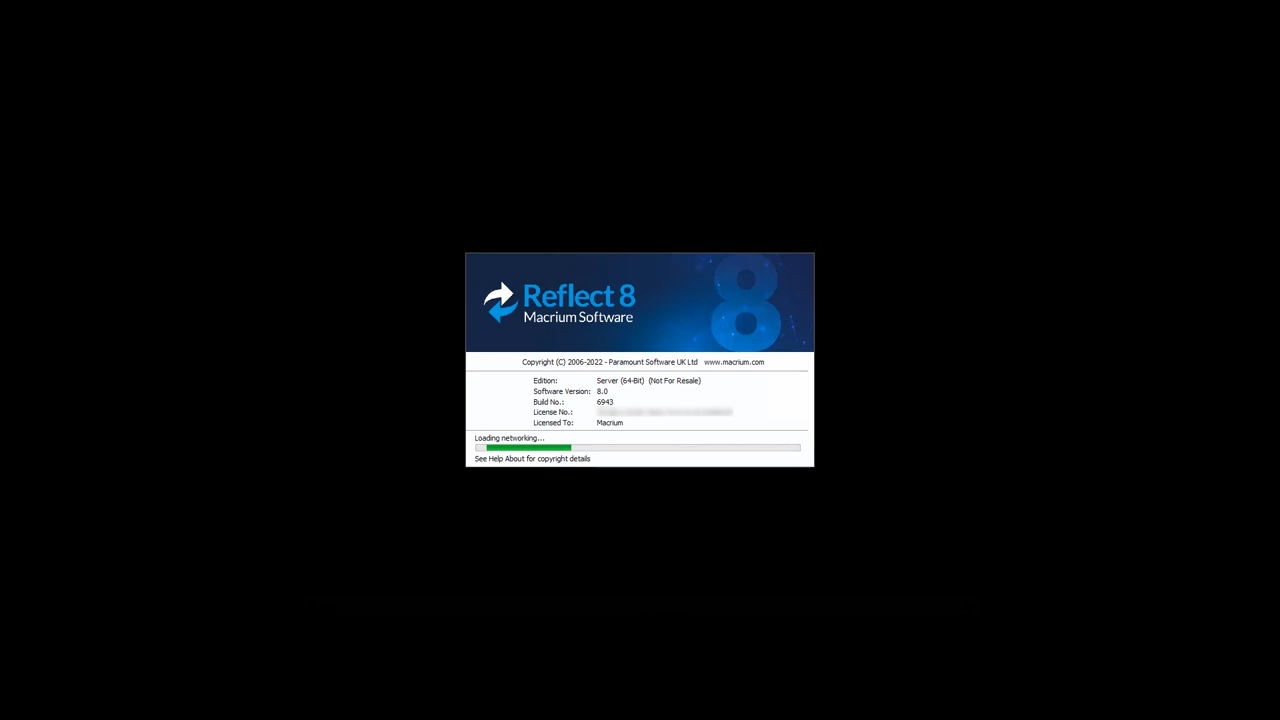 8
Reflect 8
Macrium Software
Copyright (C) 2006-2022 - Paramount Software UK Ltd www.macrium.com
Edition: Server (64-Bit) (Not For Resale)
Software Version: 8.0
Build No.: 6943
License No.:
Licensed To: Macrium
Loading networking...
See Help About for copyright details